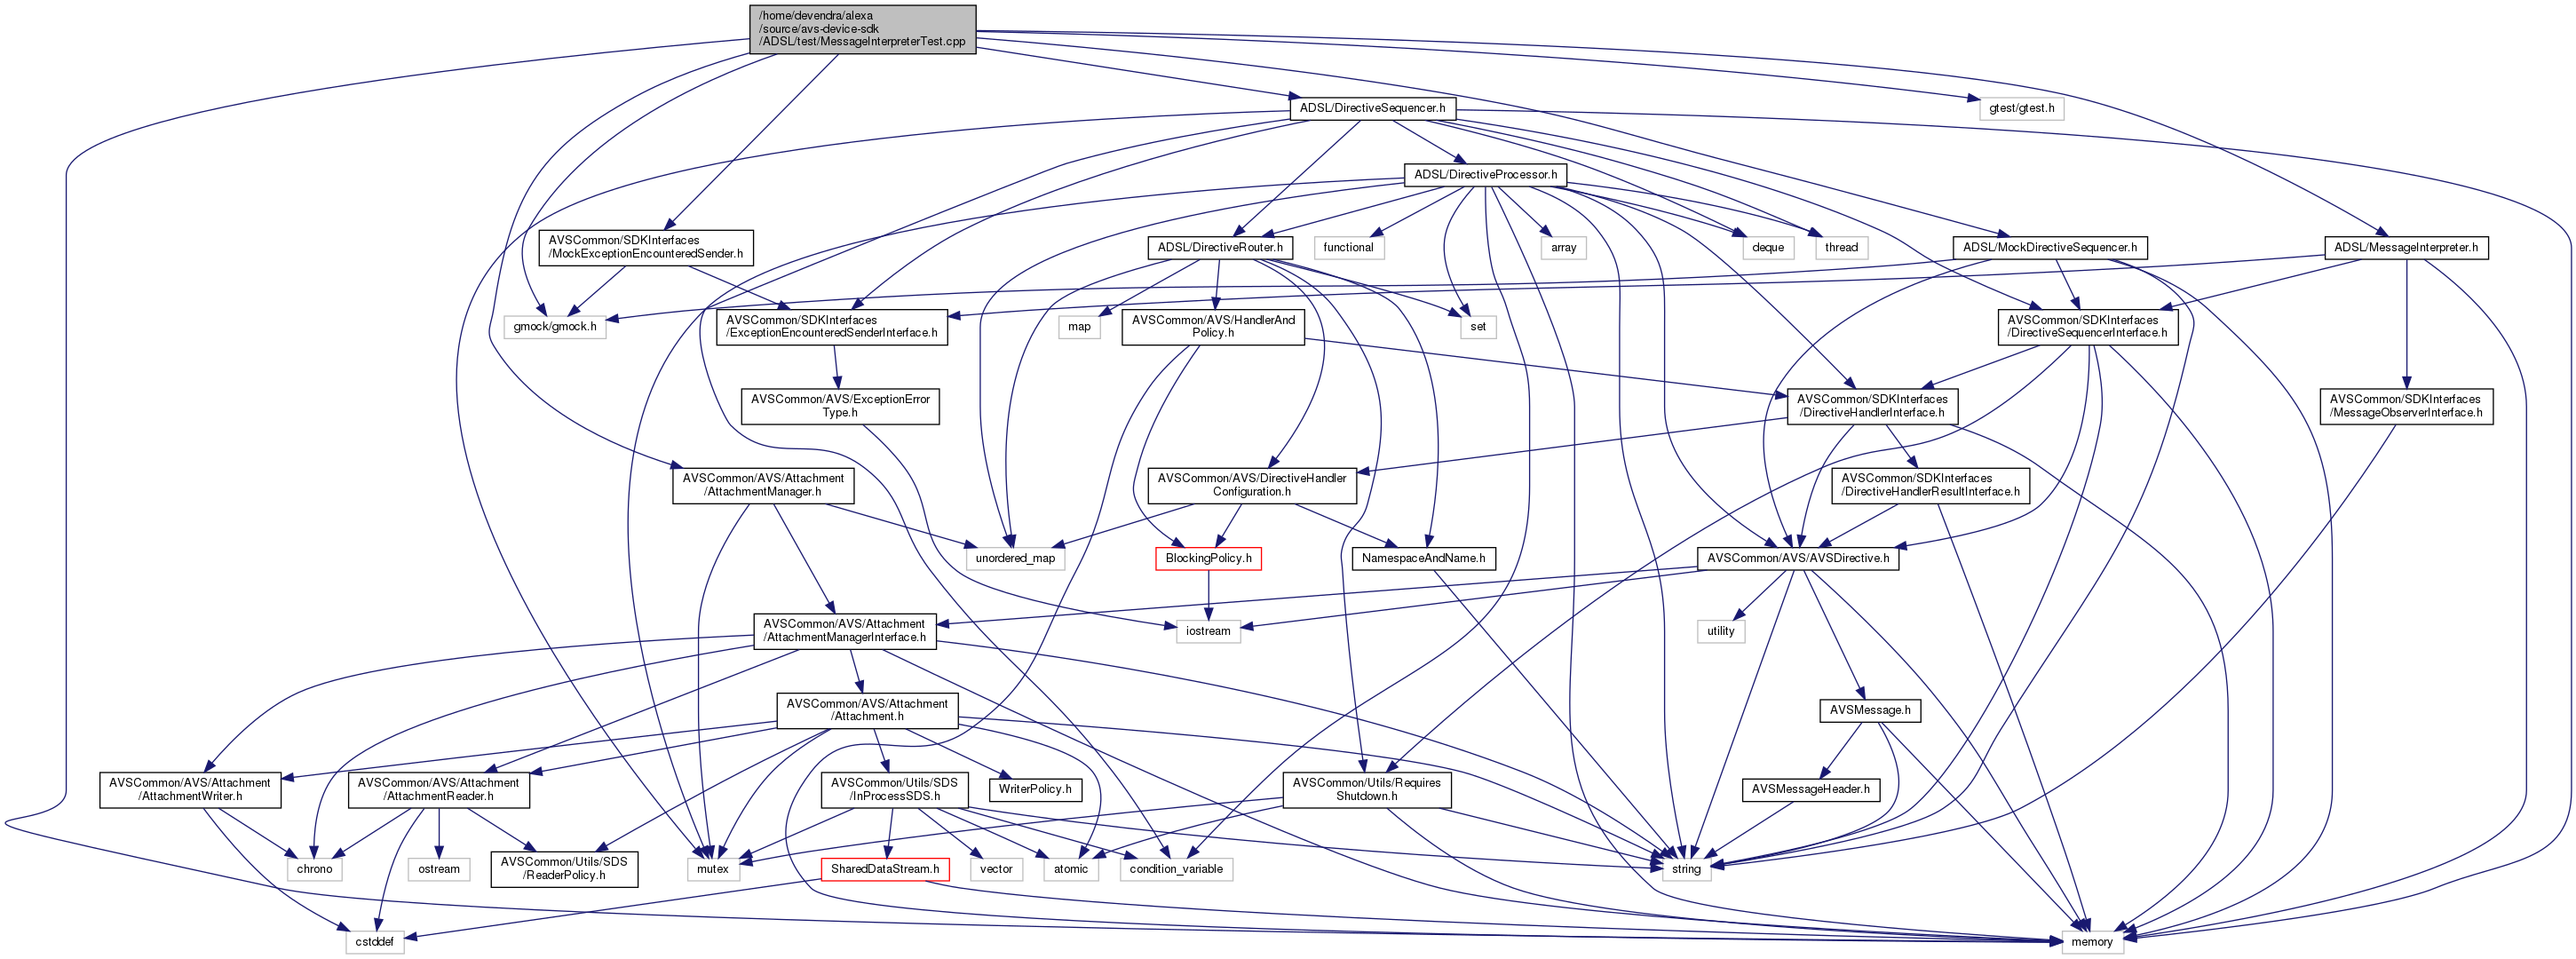 /home/devendra/alexa
/source/avs-device-sdk
/ADSL/test/MessageInterpreterTest.cpp
ADSL/DirectiveSequencer.h
gtest/gtest.h
ADSL/DirectiveProcessor.h
AVSCommon/SDKInterfaces
/MockExceptionEncounteredSender.h
ADSL/DirectiveRouter.h
functional
array
deque
thread
ADSL/MockDirectiveSequencer.h
ADSL/MessageInterpreter.h
gmock/gmock.h
AVSCommon/SDKInterfaces
/ExceptionEncounteredSenderInterface.h
map
AVSCommon/AVS/HandlerAnd
Policy.h
set
AVSCommon/SDKInterfaces
/DirectiveSequencerInterface.h
AVSCommon/AVS/ExceptionError
Type.h
AVSCommon/SDKInterfaces
/DirectiveHandlerInterface.h
AVSCommon/SDKInterfaces
/MessageObserverInterface.h
AVSCommon/AVS/Attachment
/AttachmentManager.h
AVSCommon/AVS/DirectiveHandler
Configuration.h
AVSCommon/SDKInterfaces
/DirectiveHandlerResultInterface.h
unordered_map
BlockingPolicy.h
NamespaceAndName.h
AVSCommon/AVS/AVSDirective.h
AVSCommon/AVS/Attachment
/AttachmentManagerInterface.h
iostream
utility
AVSCommon/AVS/Attachment
/Attachment.h
AVSMessage.h
AVSCommon/AVS/Attachment
/AttachmentWriter.h
AVSCommon/AVS/Attachment
/AttachmentReader.h
AVSCommon/Utils/SDS
/InProcessSDS.h
WriterPolicy.h
AVSCommon/Utils/Requires
Shutdown.h
AVSMessageHeader.h
chrono
ostream
AVSCommon/Utils/SDS
/ReaderPolicy.h
mutex
SharedDataStream.h
vector
atomic
condition_variable
string
cstddef
memory